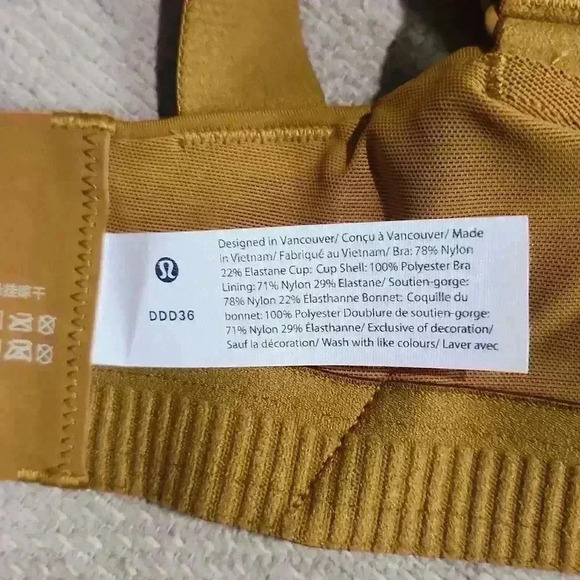 Designed in Vancouver/ Conçu à Vancouver/ Made
in Vietnam/ Fabriqué au Vietnam/ Bra: 78% Nylon
22% Elastane Cup: Cup Shell: 100% Polyester Bra
Lining: 71% Nylon 29% Elastane/ Soutien-gorge:
78% Nylon 22% Élasthanne Bonnet: Coquille du
bonnet: 100% Polyester Doublure de soutien-gorge:
71% Nylon 29% Élasthanne/ Exclusive of decoration/
Sauf la décoration/ Wash with like colours/ Laver avec
DDD36